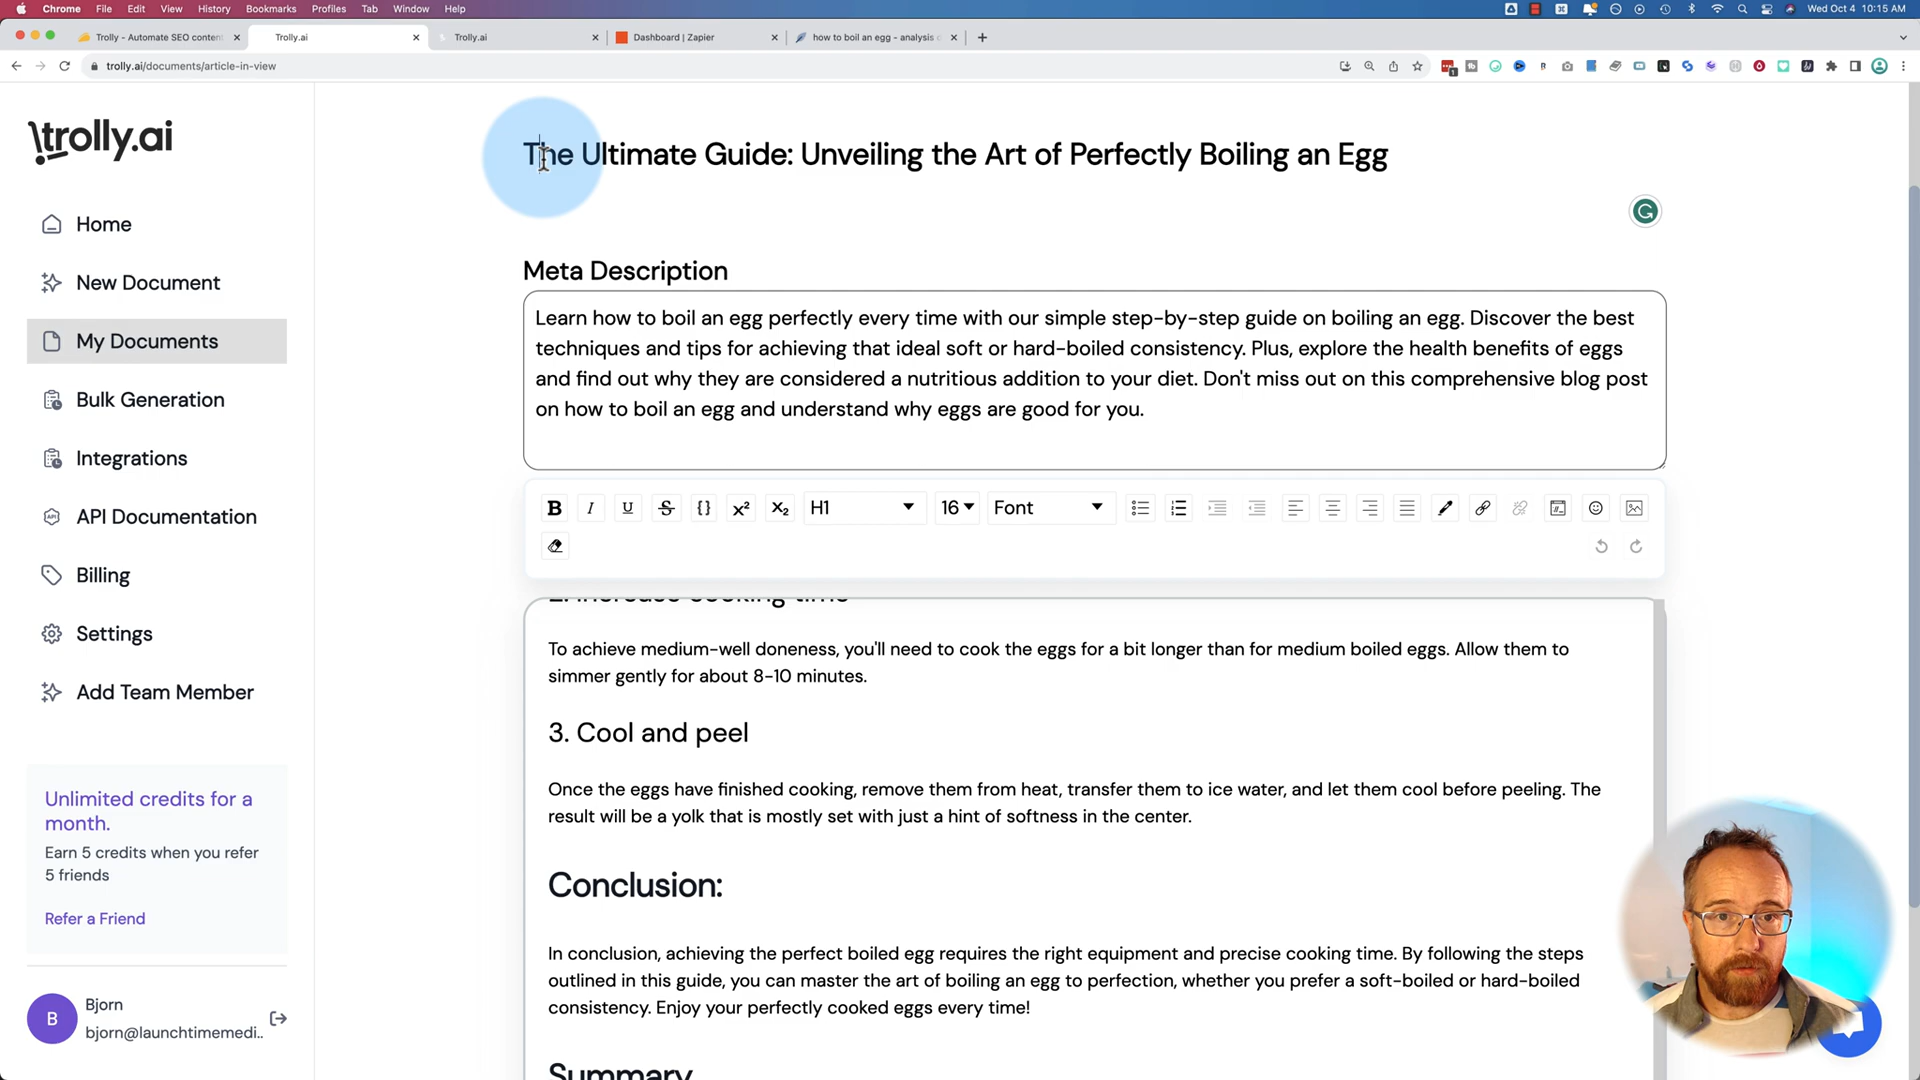 Chrome File Edit View History Bookmarks Profiles Tab Window Help
Wed Oct 4 10:15 AM
Trolly - Automate SEO conten
Trolly.ai
Trolly.ai
Dashboard | Zapier
how to boil an egg - analysis
trolly.ai/documents/article-in-view
trolly.ai
Home
New Document
My Documents
Bulk Generation
Integrations
API Documentation
Billing
Settings
Add Team Member
Unlimited credits for a
month.
Earn 5 credits when you refer
5 friends
Refer a Friend
B
Bjorn
bjorn@launchtimemedi..
The Ultimate Guide: Unveiling the Art of Perfectly Boiling an Egg
Meta Description
Learn how to boil an egg perfectly every time with our simple step-by-step guide on boiling an egg. Discover the best
techniques and tips for achieving that ideal soft or hard-boiled consistency. Plus, explore the health benefits of eggs
and find out why they are considered a nutritious addition to your diet. Don't miss out on this comprehensive blog post
on how to boil an egg and understand why eggs are good for you.
B I U S {} x² x₂ H1 16 Font
2. Increase cooking time
To achieve medium-well doneness, you'll need to cook the eggs for a bit longer than for medium boiled eggs. Allow them to
simmer gently for about 8-10 minutes.
3. Cool and peel
Once the eggs have finished cooking, remove them from heat, transfer them to ice water, and let them cool before peeling. The
result will be a yolk that is mostly set with just a hint of softness in the center.
Conclusion:
In conclusion, achieving the perfect boiled egg requires the right equipment and precise cooking time. By following the steps
outlined in this guide, you can master the art of boiling an egg to perfection, whether you prefer a soft-boiled or hard-boiled
consistency. Enjoy your perfectly cooked eggs every time!
Summary